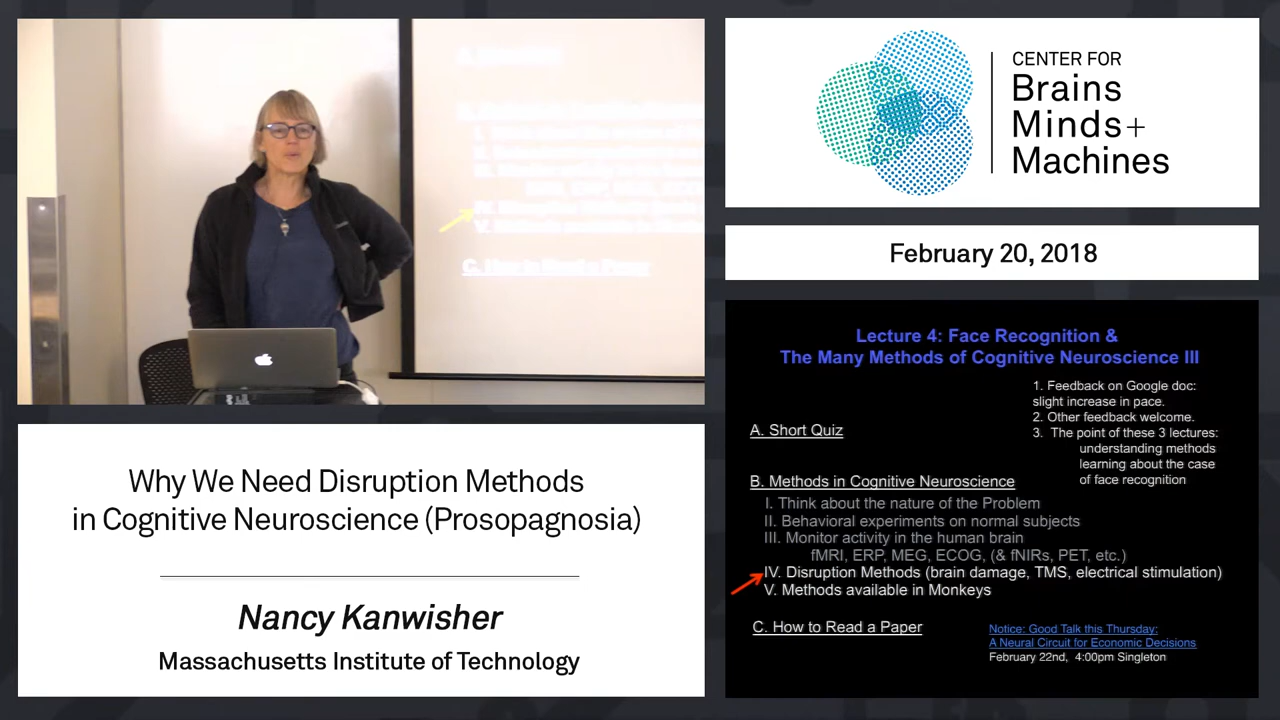 CENTER FOR
Brains
Minds+
Machines
February 20, 2018
Why We Need Disruption Methods
in Cognitive Neuroscience (Prosopagnosia)
Nancy Kanwisher
Massachusetts Institute of Technology
Lecture 4: Face Recognition &
The Many Methods of Cognitive Neuroscience III
1. Feedback on Google doc:
slight increase in pace.
2. Other feedback welcome.
3. The point of these 3 lectures:
understanding methods
learning about the case
of face recognition
A. Short Quiz
B. Methods in Cognitive Neuroscience
I. Think about the nature of the Problem
II. Behavioral experiments on normal subjects
III. Monitor activity in the human brain
fMRI, ERP, MEG, ECOG, (& fNIRs, PET, etc.)
IV. Disruption Methods (brain damage, TMS, electrical stimulation)
V. Methods available in Monkeys
C. How to Read a Paper
Notice: Good Talk this Thursday:
A Neural Circuit for Economic Decisions
February 22nd, 4:00pm Singleton
C. How to Read a Paper